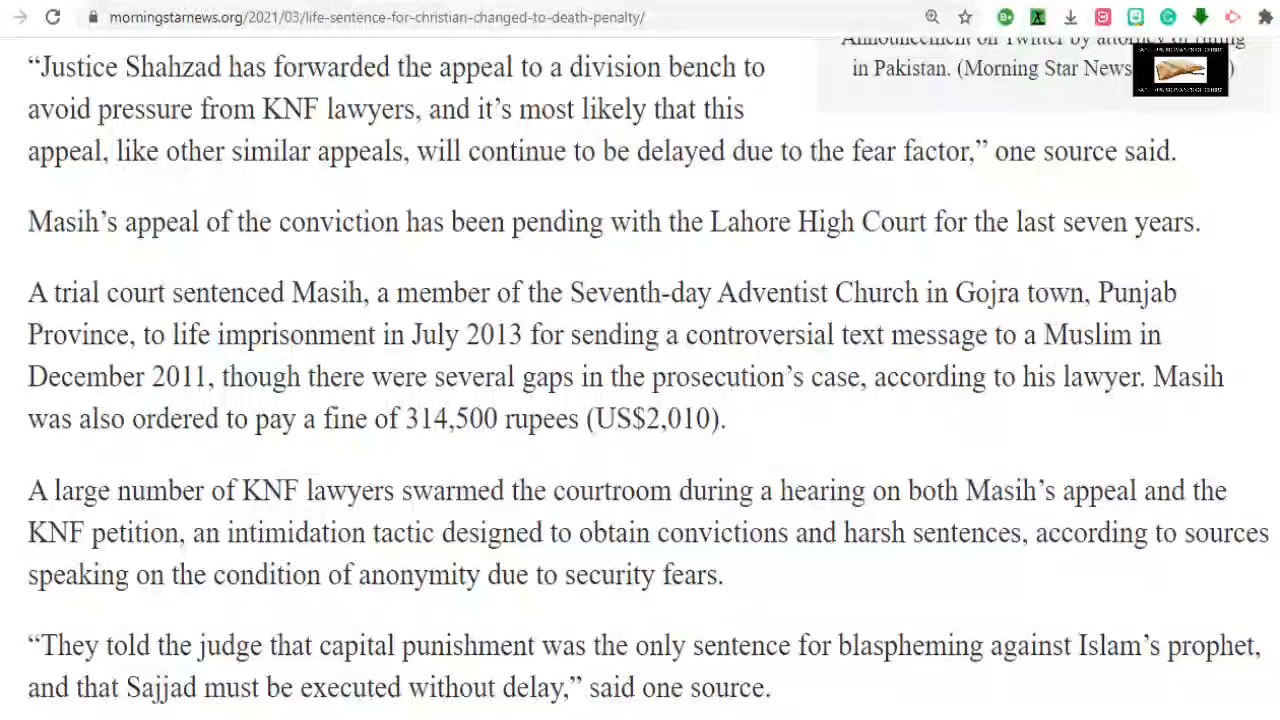 morningstarnews.org/2021/03/life-sentence-for-christian-changed-to-death-penalty/
Announcement on Twitter by attorney of ruling
in Pakistan. (Morning Star News )
“Justice Shahzad has forwarded the appeal to a division bench to
avoid pressure from KNF lawyers, and it’s most likely that this
appeal, like other similar appeals, will continue to be delayed due to the fear factor,” one source said.
Masih’s appeal of the conviction has been pending with the Lahore High Court for the last seven years.
A trial court sentenced Masih, a member of the Seventh-day Adventist Church in Gojra town, Punjab
Province, to life imprisonment in July 2013 for sending a controversial text message to a Muslim in
December 2011, though there were several gaps in the prosecution’s case, according to his lawyer. Masih
was also ordered to pay a fine of 314,500 rupees (US$2,010).
A large number of KNF lawyers swarmed the courtroom during a hearing on both Masih’s appeal and the
KNF petition, an intimidation tactic designed to obtain convictions and harsh sentences, according to sources
speaking on the condition of anonymity due to security fears.
“They told the judge that capital punishment was the only sentence for blaspheming against Islam’s prophet,
and that Sajjad must be executed without delay,” said one source.